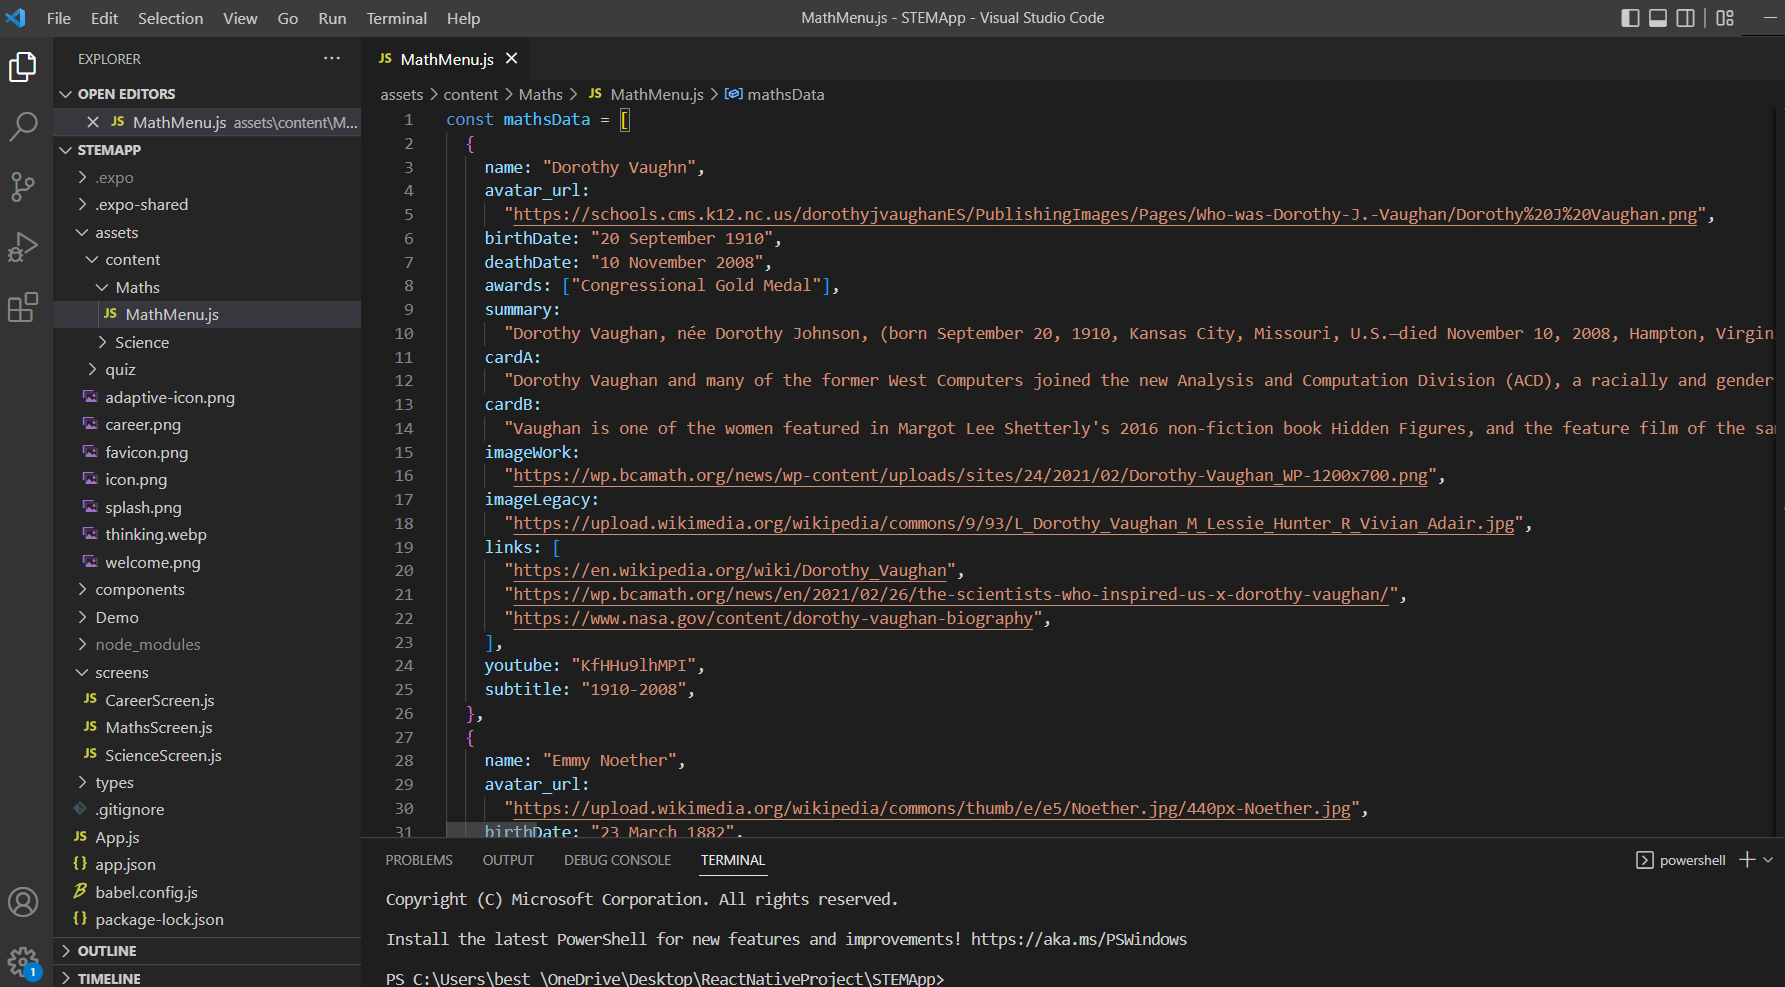 File Edit Selection View Go Run Terminal Help
MathMenu.js - STEMApp - Visual Studio Code
EXPLORER
OPEN EDITORS
JS MathMenu.js assets\content\M...
STEMAPP
.expo
.expo-shared
assets
content
Maths
JS MathMenu.js
Science
quiz
adaptive-icon.png
career.png
favicon.png
icon.png
splash.png
thinking.webp
welcome.png
components
Demo
node_modules
screens
JS CareerScreen.js
JS MathsScreen.js
JS ScienceScreen.js
types
.gitignore
JS App.js
{} app.json
babel.config.js
{} package-lock.json
OUTLINE
TIMELINE
1
JS MathMenu.js
assets > content > Maths > JS MathMenu.js > mathsData
1 const mathsData = [
2 {
3 name: "Dorothy Vaughn",
4 avatar_url:
5 "https://schools.cms.k12.nc.us/dorothyjvaughanES/PublishingImages/Pages/Who-was-Dorothy-J.-Vaughan/Dorothy%20J%20Vaughan.png",
6 birthDate: "20 September 1910",
7 deathDate: "10 November 2008",
8 awards: ["Congressional Gold Medal"],
9 summary:
10 "Dorothy Vaughan, née Dorothy Johnson, (born September 20, 1910, Kansas City, Missouri, U.S.—died November 10, 2008, Hampton, Virgin
11 cardA:
12 "Dorothy Vaughan and many of the former West Computers joined the new Analysis and Computation Division (ACD), a racially and gender
13 cardB:
14 "Vaughan is one of the women featured in Margot Lee Shetterly's 2016 non-fiction book Hidden Figures, and the feature film of the sa
15 imageWork:
16 "https://wp.bcamath.org/news/wp-content/uploads/sites/24/2021/02/Dorothy-Vaughan_WP-1200x700.png",
17 imageLegacy:
18 "https://upload.wikimedia.org/wikipedia/commons/9/93/L_Dorothy_Vaughan_M_Lessie_Hunter_R_Vivian_Adair.jpg",
19 links: [
20 "https://en.wikipedia.org/wiki/Dorothy_Vaughan",
21 "https://wp.bcamath.org/news/en/2021/02/26/the-scientists-who-inspired-us-x-dorothy-vaughan/",
22 "https://www.nasa.gov/content/dorothy-vaughan-biography",
23 ],
24 youtube: "KfHHu9lhMPI",
25 subtitle: "1910-2008",
26 },
27 {
28 name: "Emmy Noether",
29 avatar_url:
30 "https://upload.wikimedia.org/wikipedia/commons/thumb/e/e5/Noether.jpg/440px-Noether.jpg",
31 birthDate: "23 March 1882",
PROBLEMS OUTPUT DEBUG CONSOLE TERMINAL
powershell
Copyright (C) Microsoft Corporation. All rights reserved.
Install the latest PowerShell for new features and improvements! https://aka.ms/PSWindows
PS C:\Users\best_\OneDrive\Desktop\ReactNativeProject\STEMApp>